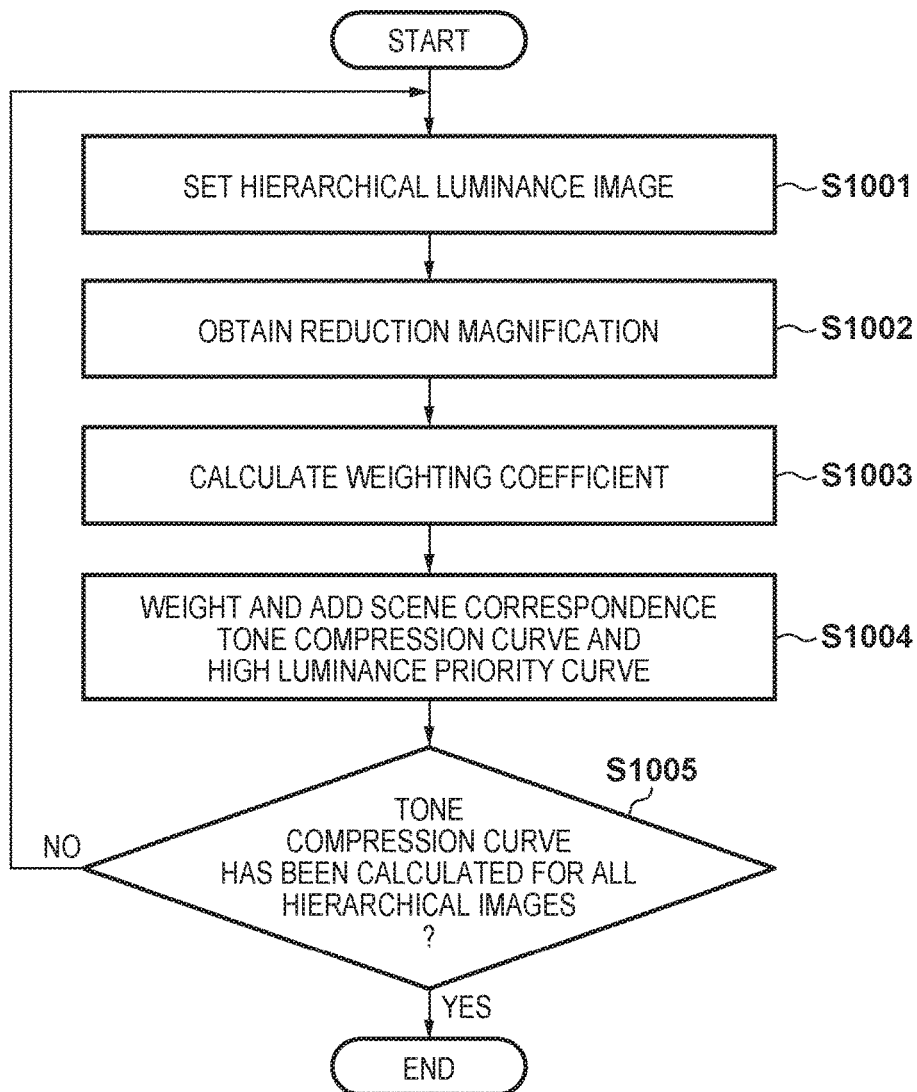 START
SET HIERARCHICAL LUMINANCE IMAGE
S1001
OBTAIN REDUCTION MAGNIFICATION
S1002
CALCULATE WEIGHTING COEFFICIENT
S1003
WEIGHT AND ADD SCENE CORRESPONDENCE
TONE COMPRESSION CURVE AND
HIGH LUMINANCE PRIORITY CURVE
S1004
S1005
TONE
COMPRESSION CURVE
HAS BEEN CALCULATED FOR ALL
HIERARCHICAL IMAGES
?
NO
YES
END